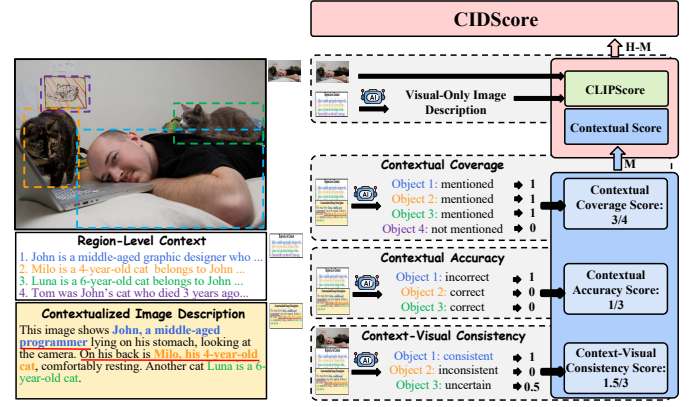 CIDScore
H-M
Visual-Only Image
Description
CLIPScore
Contextual Score
M
Region-Level Context
1. John is a middle-aged graphic designer who ...
2. Milo is a 4-year-old cat belongs to John ...
3. Luna is a 6-year-old cat belongs to John ...
4. Tom was John's cat who died 3 years ago...
Contextualized Image Description
This image shows John, a middle-aged
programmer lying on his stomach, looking at
the camera. On his back is Milo, his 4-year-old
cat, comfortably resting. Another cat Luna is a 6-
year-old cat.
Contextual Coverage
AI
Object 1: mentioned 1
Object 2: mentioned 1
Object 3: mentioned 1
Object 4: not mentioned 0
Contextual
Coverage Score:
3/4
Contextual Accuracy
AI
Object 1: incorrect 1
Object 2: correct 0
Object 3: correct 0
Contextual
Accuracy Score:
1/3
Context-Visual Consistency
AI
Object 1: consistent 1
Object 2: inconsistent 0
Object 3: uncertain 0.5
Context-Visual
Consistency Score:
1.5/3